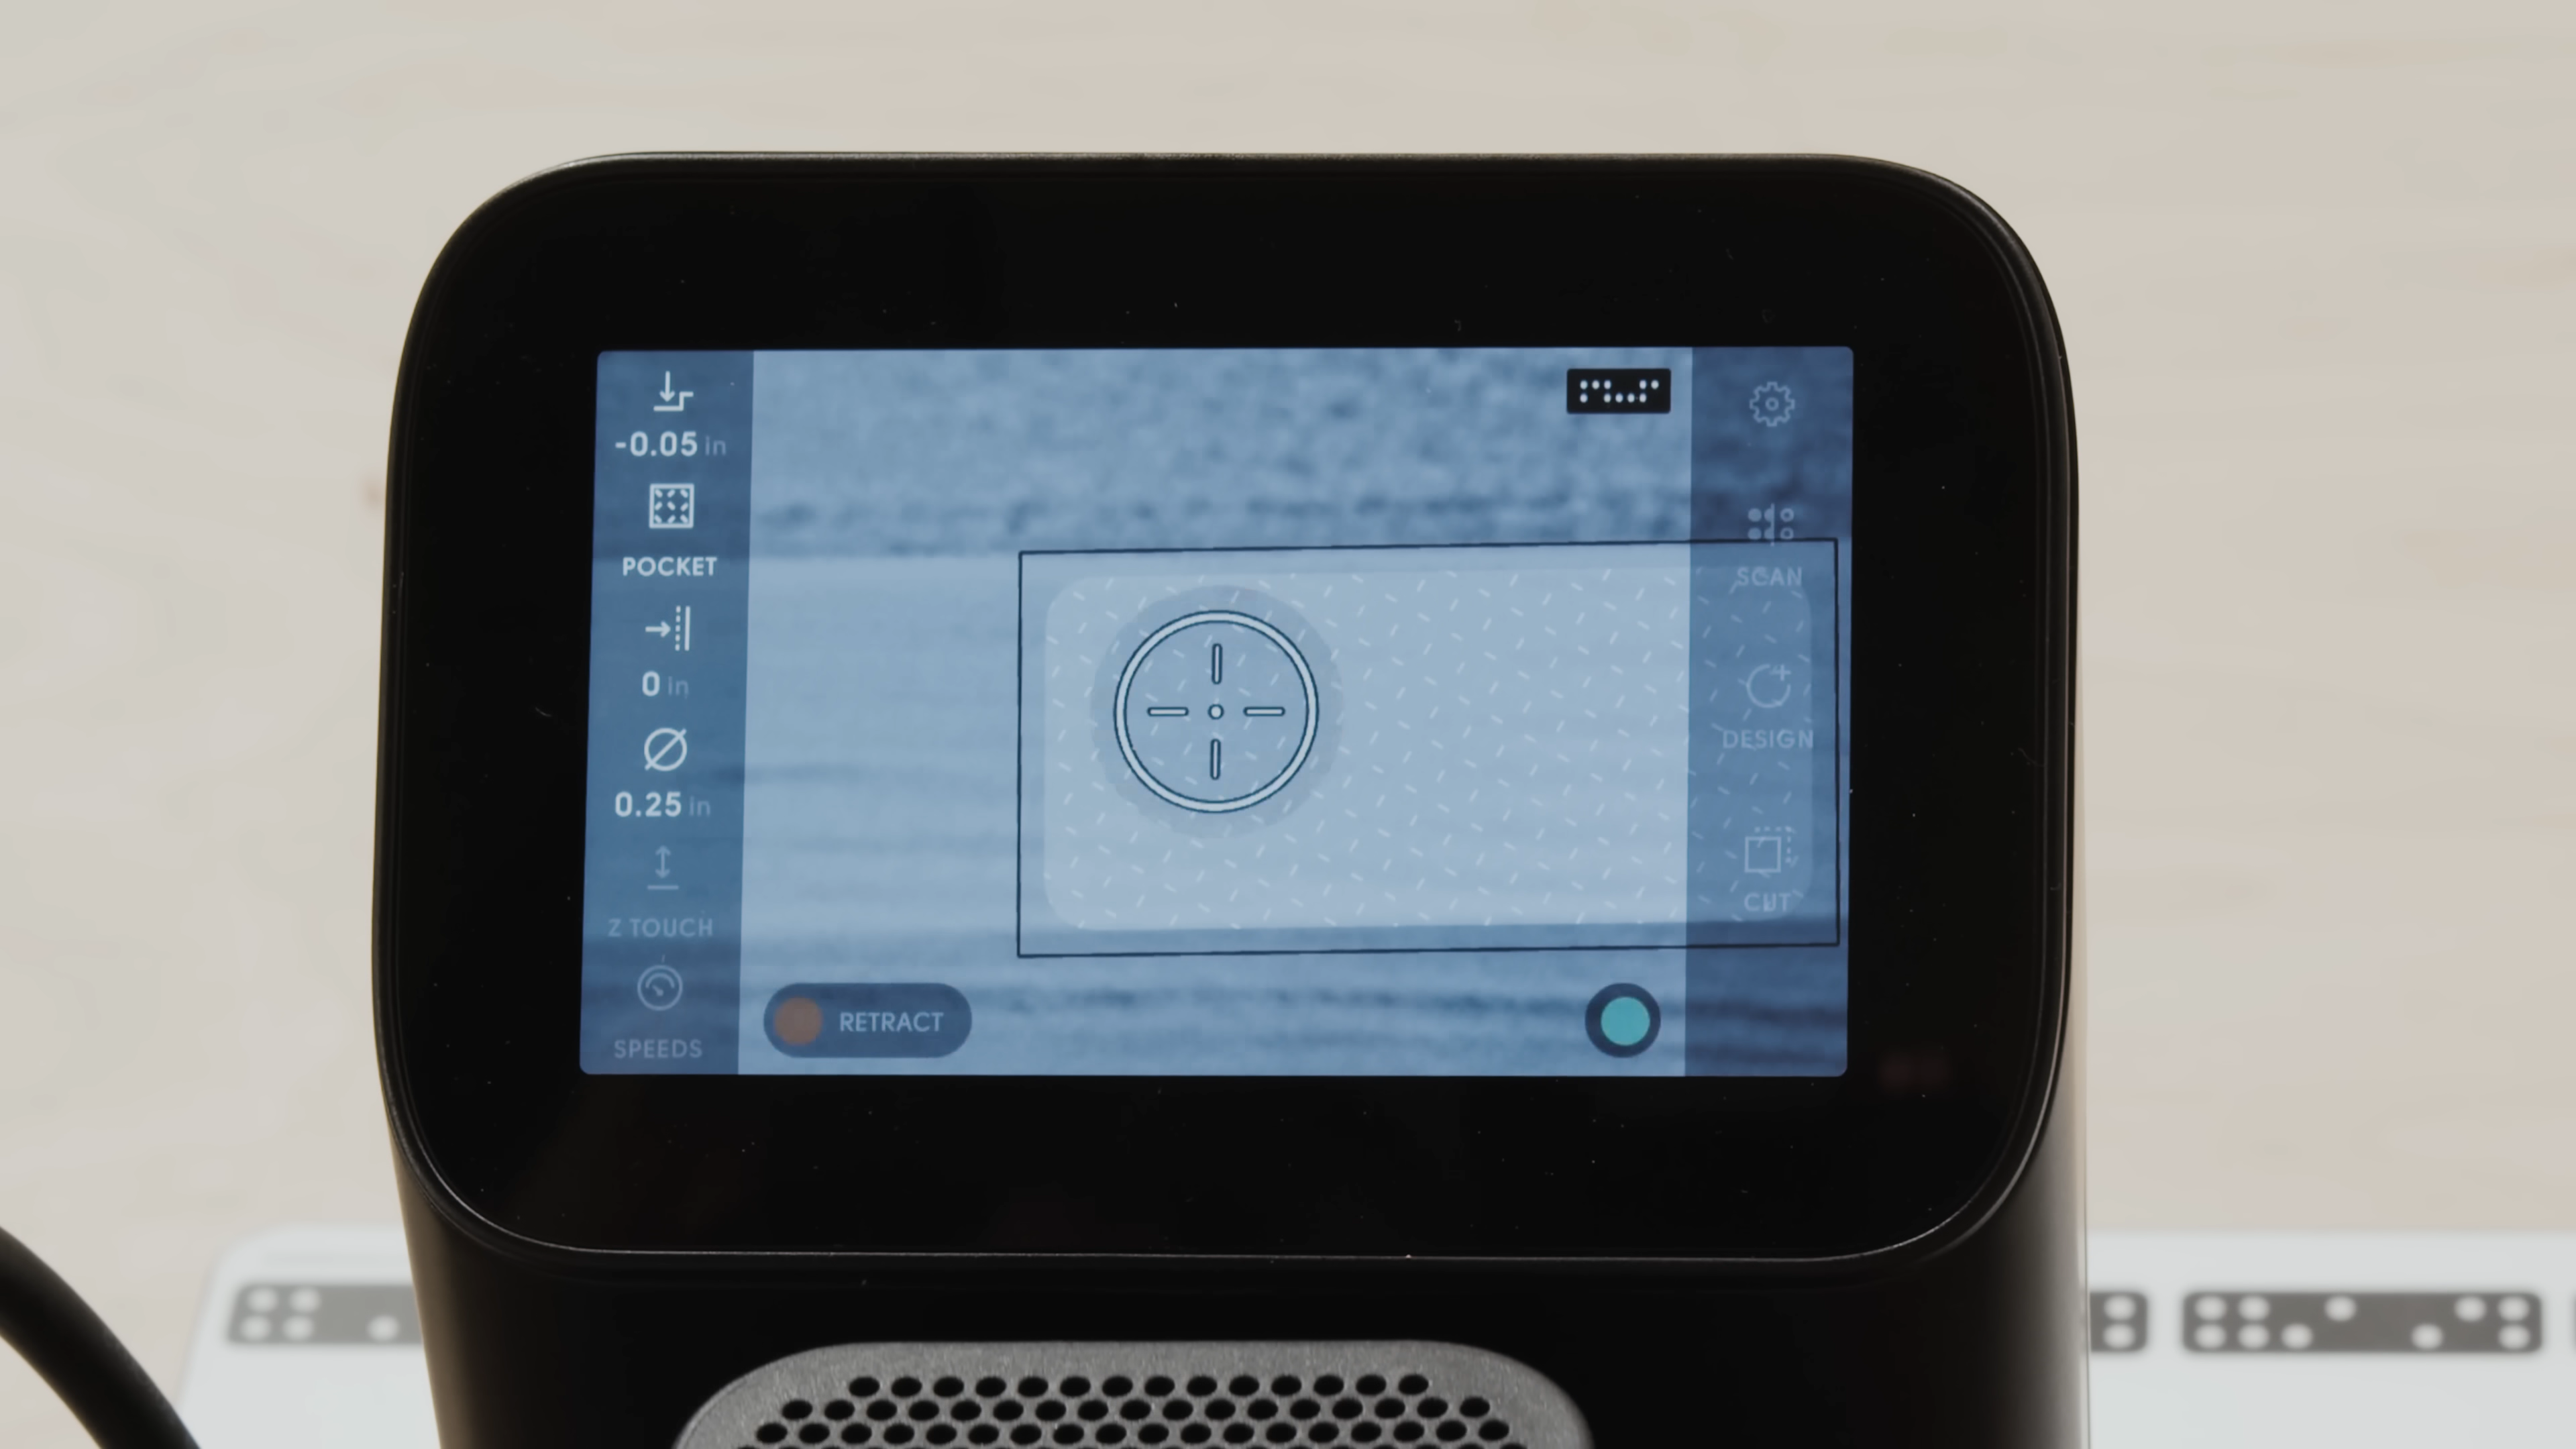 -0.05 in
POCKET
0 in
0.25 in
Z TOUCH
SPEEDS
RETRACT
SCAN
DESIGN
CUT